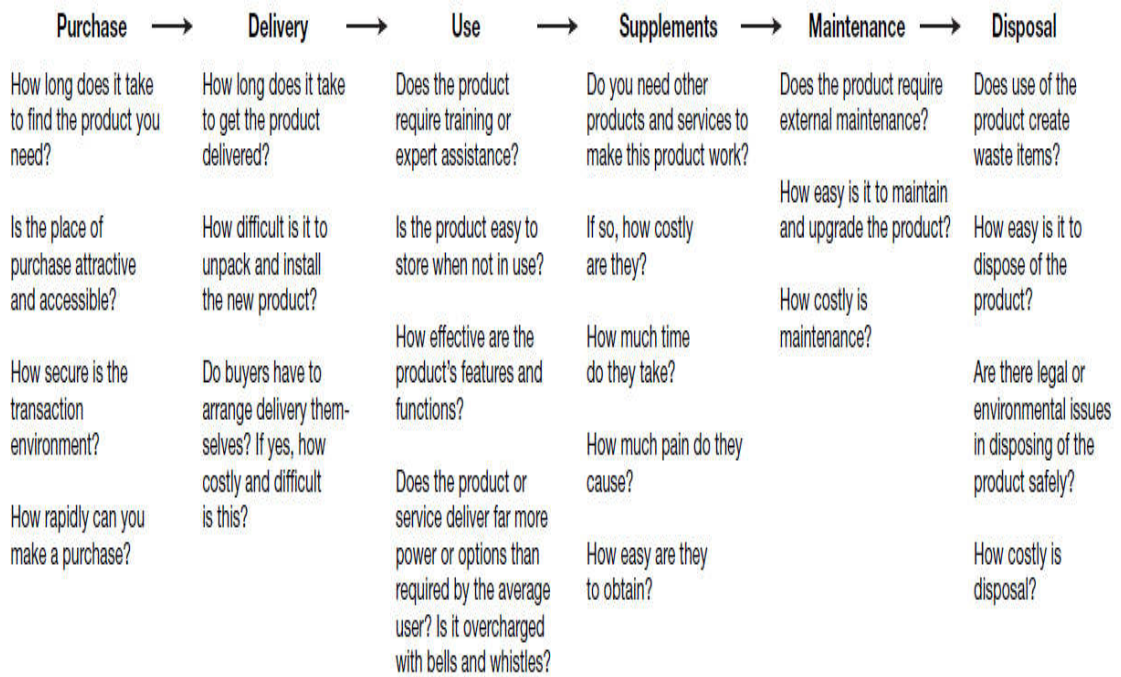 Purchase → Delivery → Use → Supplements → Maintenance → Disposal
How long does it take
to find the product you
need?
Is the place of
purchase attractive
and accessible?
How secure is the
transaction
environment?
How rapidly can you
make a purchase?
How long does it take
to get the product
delivered?
How difficult is it to
unpack and install
the new product?
Do buyers have to
arrange delivery them-
selves? If yes, how
costly and difficult
is this?
Does the product
require training or
expert assistance?
Is the product easy to
store when not in use?
How effective are the
product's features and
functions?
Does the product or
service deliver far more
power or options than
required by the average
user? Is it overcharged
with bells and whistles?
Do you need other
products and services to
make this product work?
If so, how costly
are they?
How much time
do they take?
How much pain do they
cause?
How easy are they
to obtain?
Does the product require
external maintenance?
How easy is it to maintain
and upgrade the product?
How costly is
maintenance?
Does use of the
product create
waste items?
How easy is it to
dispose of the
product?
Are there legal or
environmental issues
in disposing of the
product safely?
How costly is
disposal?